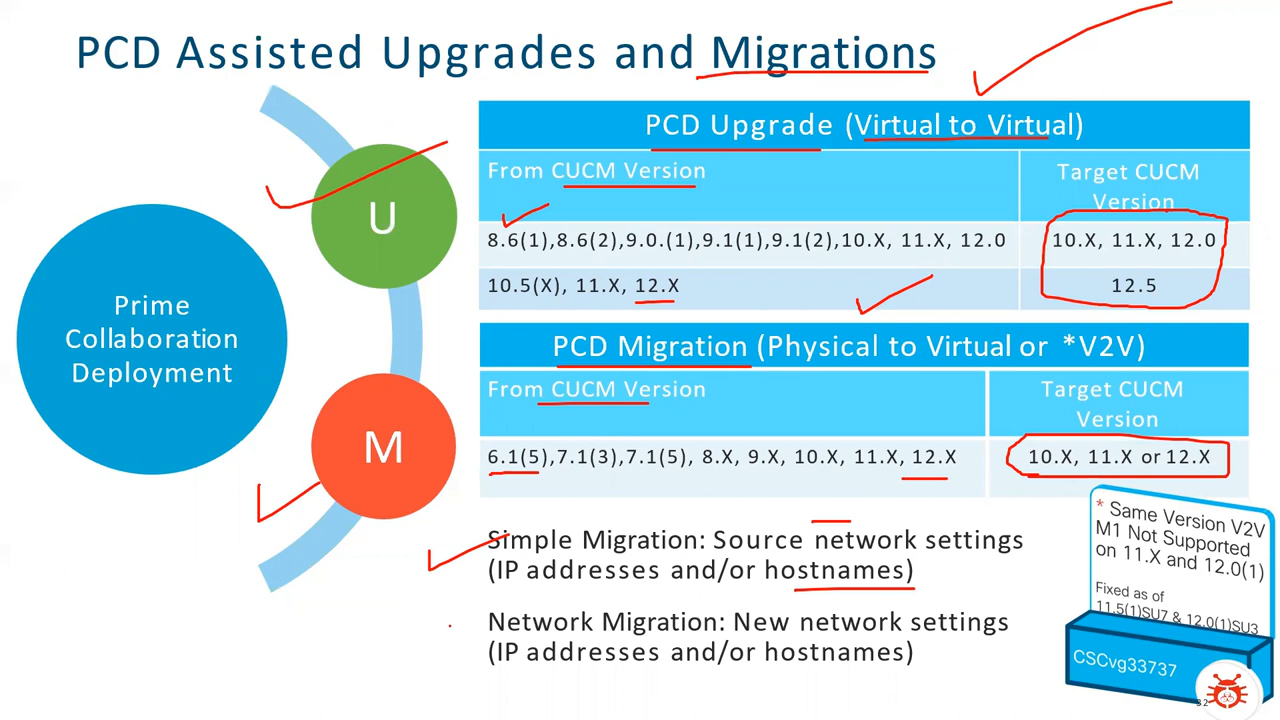 PCD Assisted Upgrades and Migrations
U
M
Prime
Collaboration
Deployment
PCD Upgrade (Virtual to Virtual)
From CUCM Version
Target CUCM
Version
8.6(1),8.6(2),9.0.(1),9.1(1),9.1(2),10.X, 11.X, 12.0
10.X, 11.X, 12.0
10.5(X), 11.X, 12.X
12.5
PCD Migration (Physical to Virtual or *V2V)
From CUCM Version
Target CUCM
Version
6.1(5),7.1(3),7.1(5), 8.X, 9.X, 10.X, 11.X, 12.X
10.X, 11.X or 12.X
Simple Migration: Source network settings
(IP addresses and/or hostnames)
Network Migration: New network settings
(IP addresses and/or hostnames)
* Same Version V2V
M1 Not Supported
on 11.X and 12.0(1)
Fixed as of
11.5(1)SU7 & 12.0(1)SU3
CSCvg33737
32